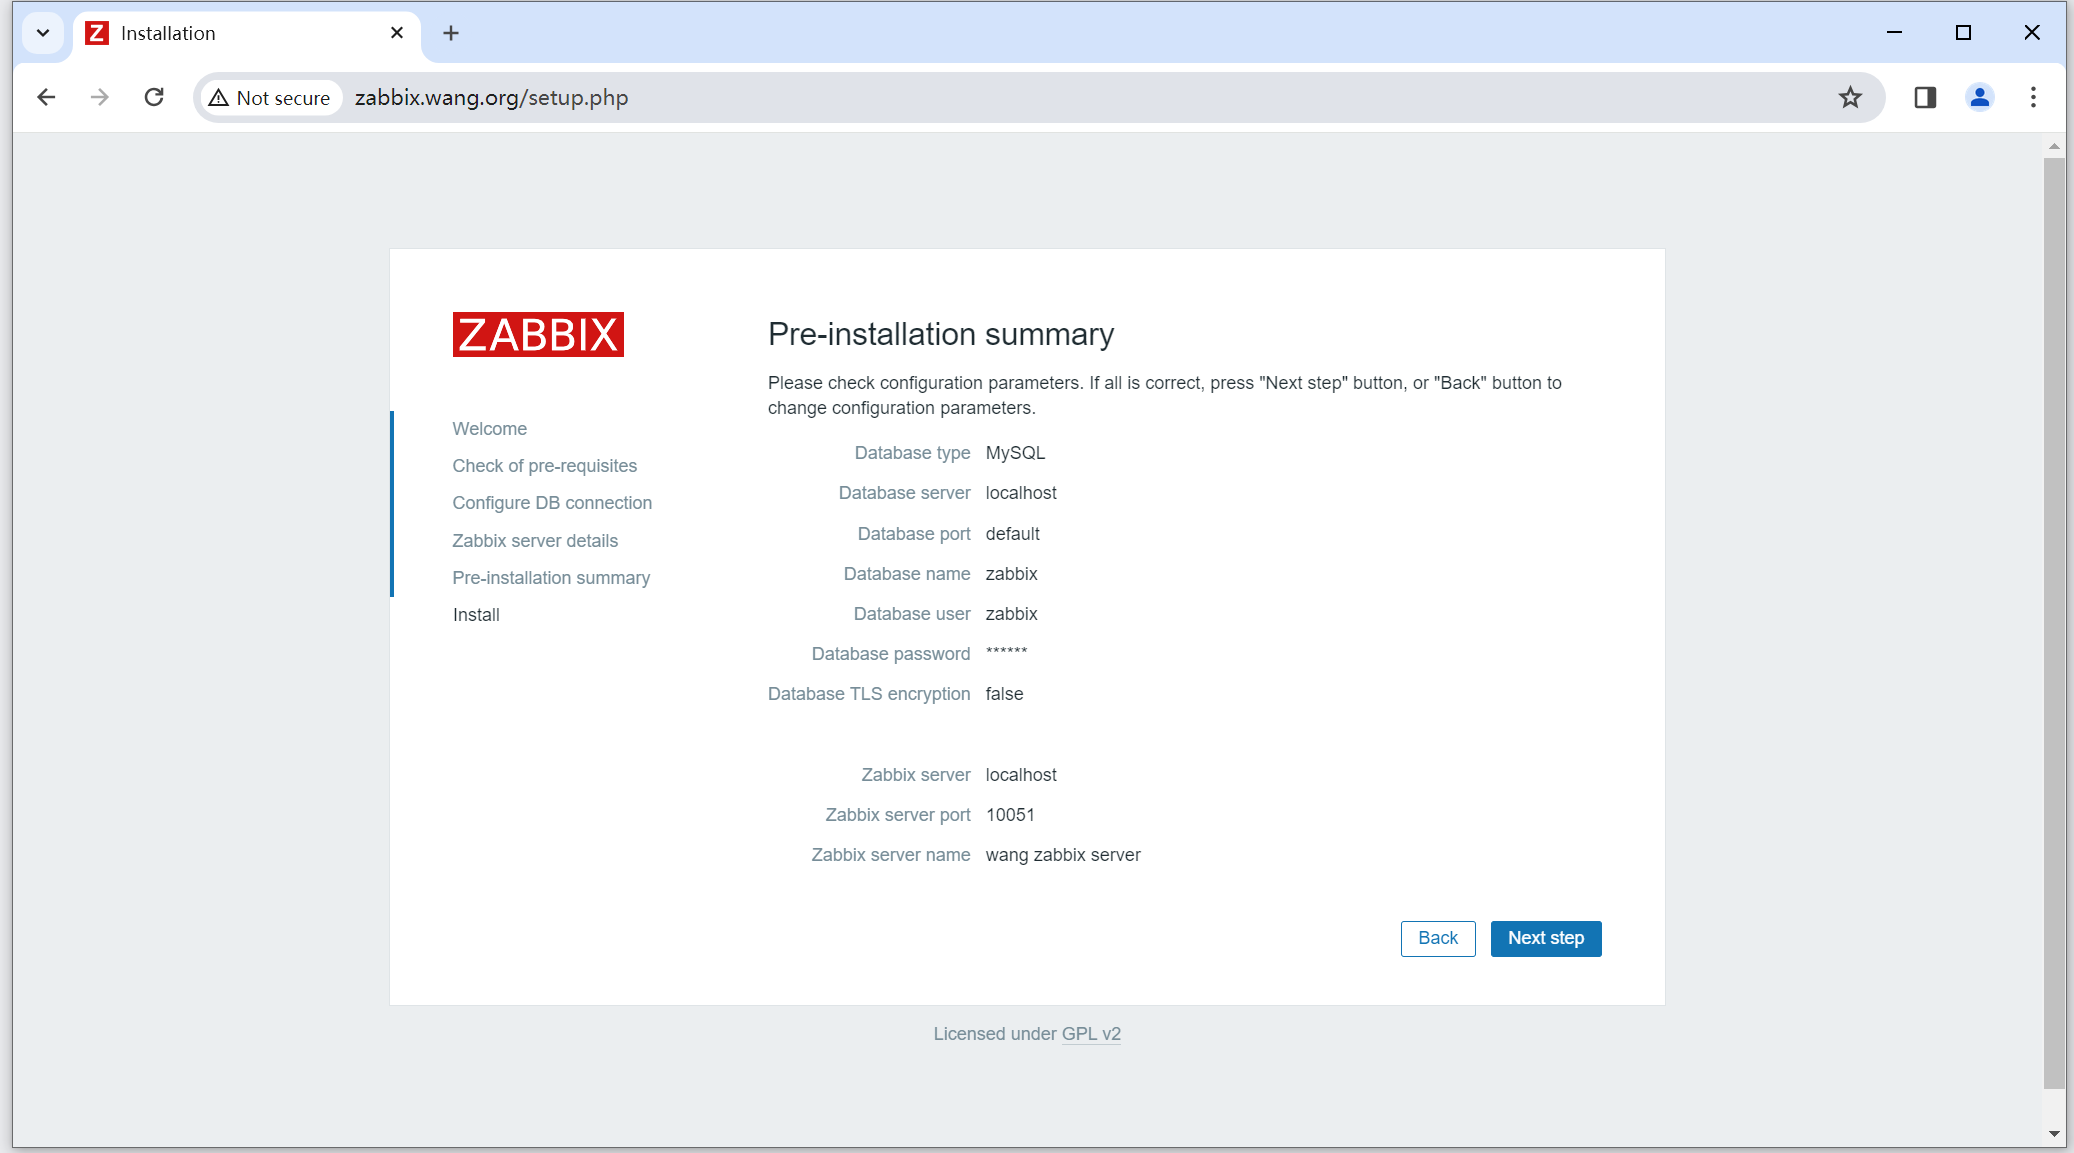 Z Installation
Not secure zabbix.wang.org/setup.php
ZABBIX
Welcome
Check of pre-requisites
Configure DB connection
Zabbix server details
Pre-installation summary
Install
Pre-installation summary
Please check configuration parameters. If all is correct, press "Next step" button, or "Back" button to
change configuration parameters.
Database type MySQL
Database server localhost
Database port default
Database name zabbix
Database user zabbix
Database password ******
Database TLS encryption false
Zabbix server localhost
Zabbix server port 10051
Zabbix server name wang zabbix server
Back Next step
Licensed under GPL v2